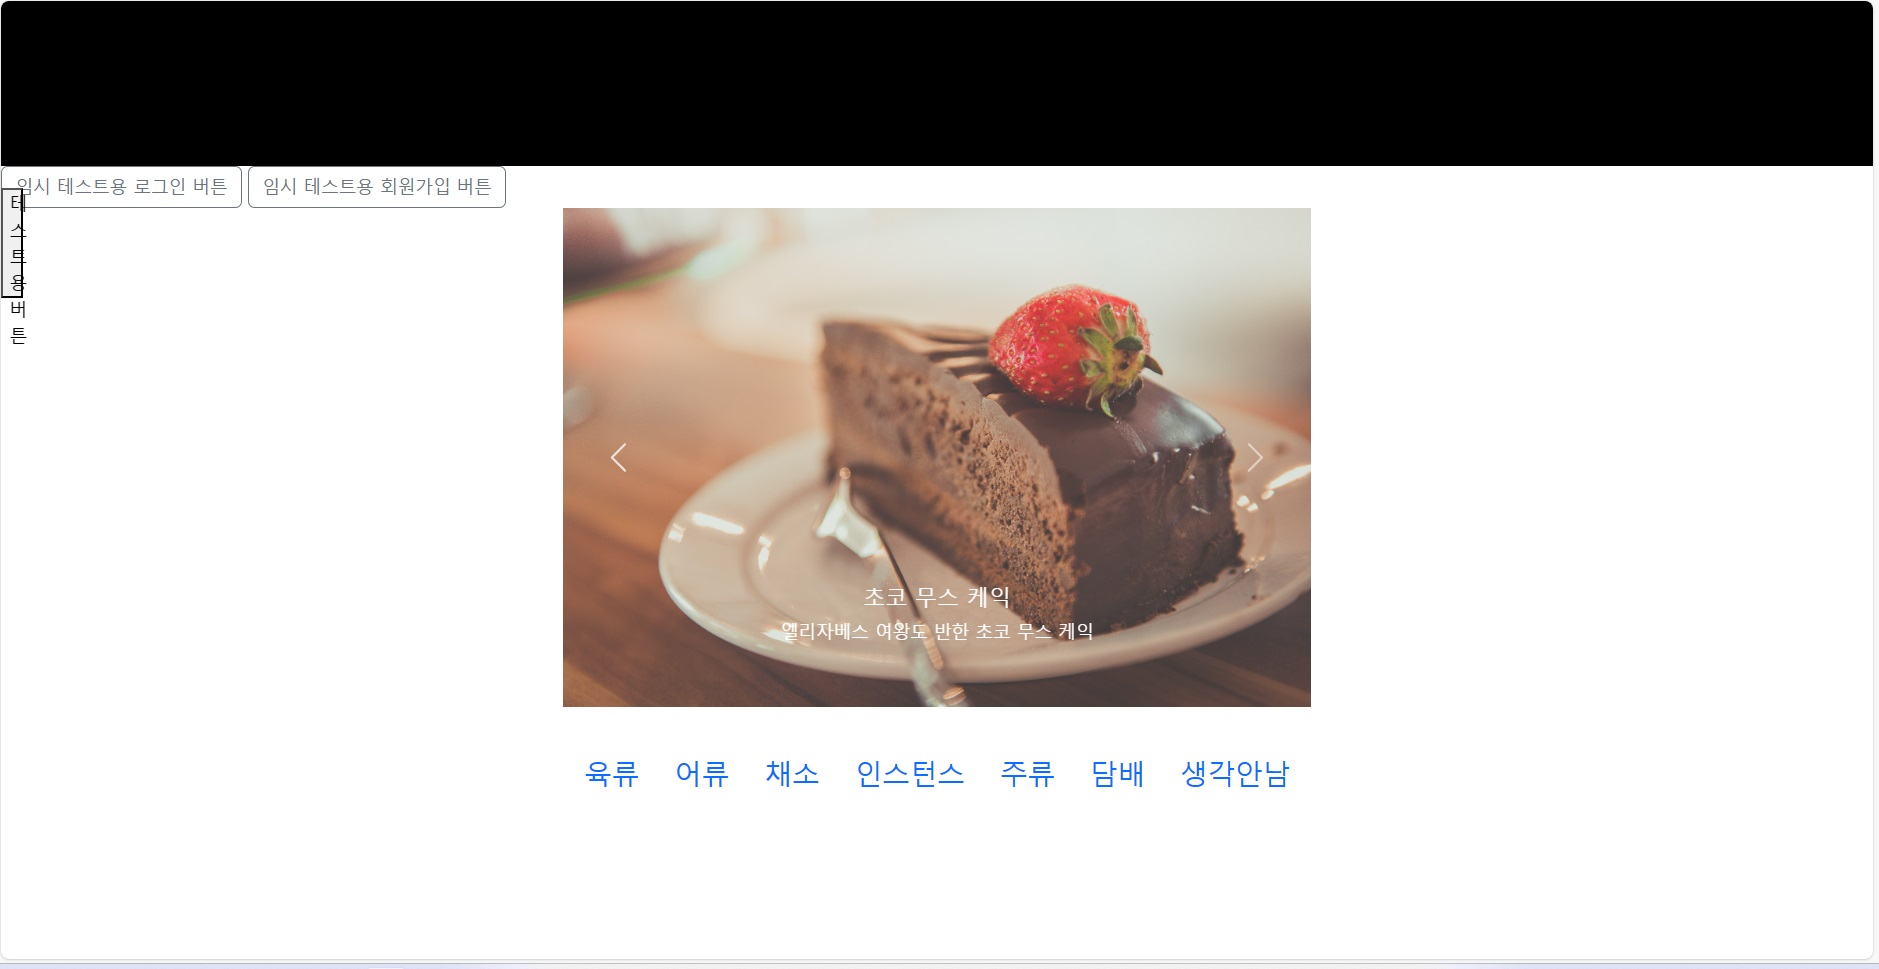 임시 테스트용 로그인 버튼
임시 테스트용 회원가입 버튼
테
스
트
용
버
튼
초코 무스 케익
엘리자베스 여왕도 반한 초코 무스 케익
육류 어류 채소 인스턴스 주류 담배 생각안남